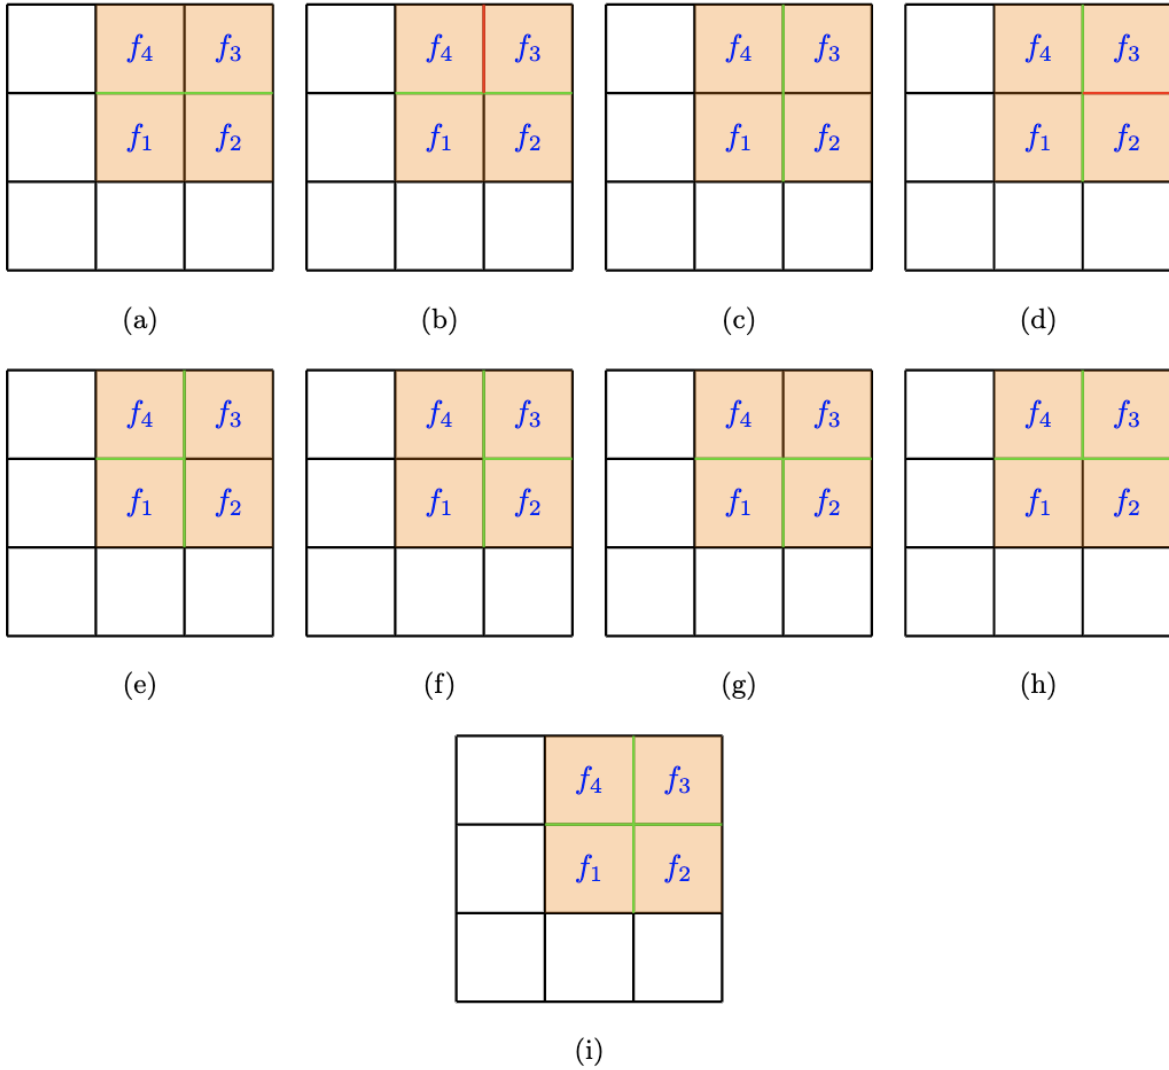 f4 f3 f4 f3 f4 f3 f4 f3
f1 f2 f1 f2 f1 f2 f1 f2
(a) (b) (c) (d)
f4 f3 f4 f3 f4 f3 f4 f3
f1 f2 f1 f2 f1 f2 f1 f2
(e) (f) (g) (h)
f4 f3
f1 f2
(i)